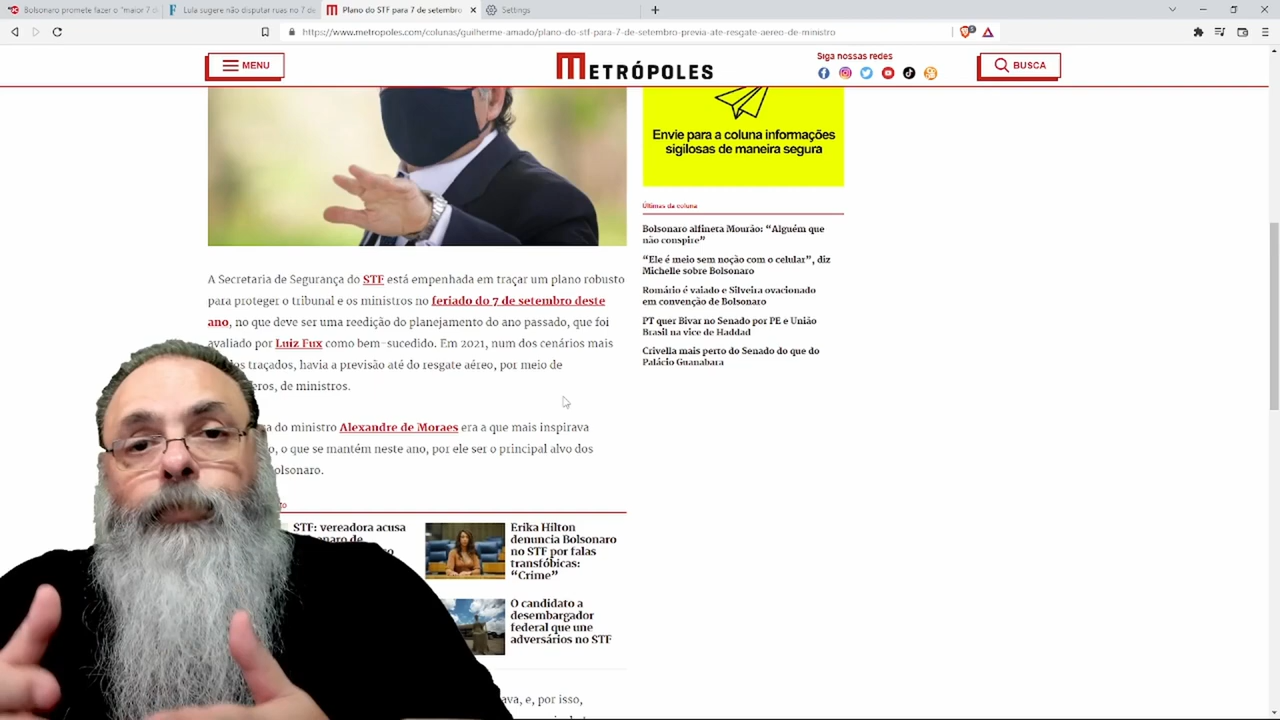 Bolsonaro promete fazer o "maior 7 d
Lula sugere não disputar ruas no 7 de
Plano do STF para 7 de setembro
Settings
https://www.metropoles.com/colunas/guilherme-amado/plano-do-stf-para-7-de-setembro-previa-ate-resgate-aereo-de-ministro
MENU
METRÓPOLES
Siga nossas redes
BUSCA
Envie para a coluna informações
sigilosas de maneira segura
A Secretaria de Segurança do STF está empenhada em traçar um plano robusto
para proteger o tribunal e os ministros no feriado do 7 de setembro deste
ano, no que deve ser uma reedição do planejamento do ano passado, que foi
avaliado por Luiz Fux como bem-sucedido. Em 2021, num dos cenários mais
os traçados, havia a previsão até do resgate aéreo, por meio de
eros, de ministros.
a do ministro Alexandre de Moraes era a que mais inspirava
o, o que se mantém neste ano, por ele ser o principal alvo dos
olsonaro.
STF: vereadora acusa
onaro de
Erika Hilton
denuncia Bolsonaro
no STF por falas
transfóbicas:
“Crime”
O candidato a
desembargador
federal que une
adversários no STF
ava, e, por isso,
Últimas da coluna
Bolsonaro alfineta Mourão: “Alguém que
não conspire”
“Ele é meio sem noção com o celular”, diz
Michelle sobre Bolsonaro
Romário é vaiado e Silveira ovacionado
em convenção de Bolsonaro
PT quer Bivar no Senado por PE e União
Brasil na vice de Haddad
Crivella mais perto do Senado do que do
Palácio Guanabara